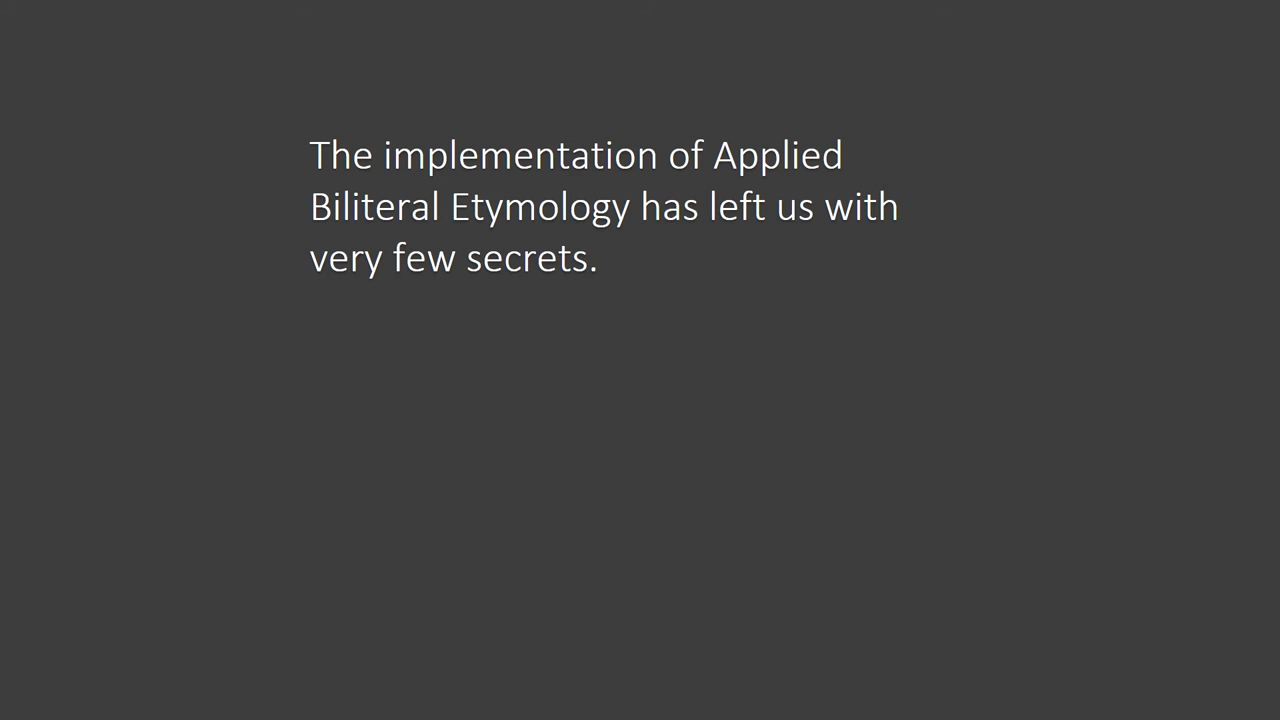 The implementation of Applied
Biliteral Etymology has left us with
very few secrets.